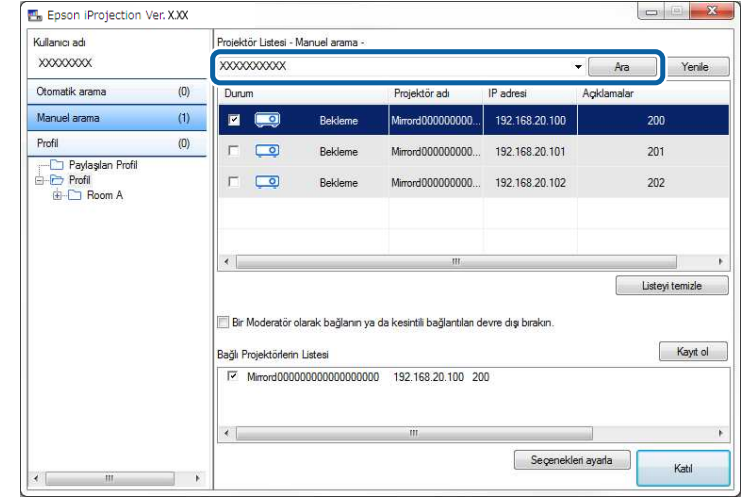 Epson iProjection Ver. X.XX
Kullanıcı adı
XXXXXXXX
Otomatik arama (0)
Manuel arama (1)
Profil (0)
Paylaşılan Profil
Profil
Room A
Projektör Listesi - Manuel arama -
XXXXXXXXXX Ara Yenile
Durum Projektör adı IP adresi Açıklamalar
Bekleme Mirrord000000000... 192.168.20.100 200
Bekleme Mirrord000000000... 192.168.20.101 201
Bekleme Mirrord000000000... 192.168.20.102 202
Listeyi temizle
Bir Moderatör olarak bağlanın ya da kesintili bağlantıları devre dışı bırakın.
Bağlı Projektörlerin Listesi Kayıt ol
Mirrord000000000000000000 192.168.20.100 200
Seçenekleri ayarla Katıl